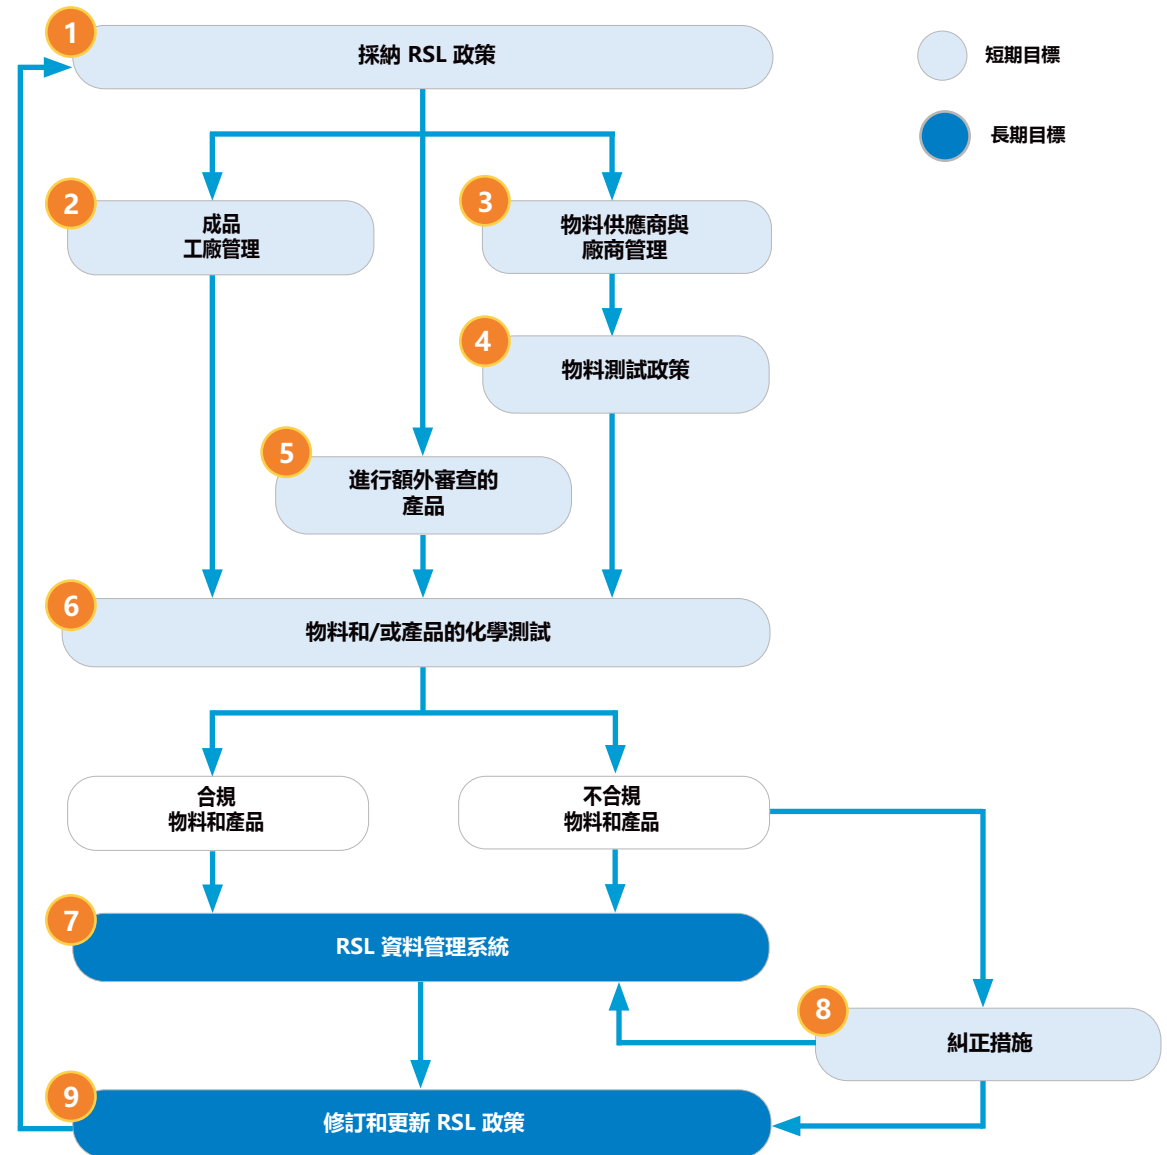 1
採納 RSL 政策
短期目標
長期目標
2
成品
工廠管理
3
物料供應商與
廠商管理
4
物料測試政策
5
進行額外審查的
產品
6
物料和/或產品的化學測試
合規
物料和產品
不合規
物料和產品
7
RSL 資料管理系統
8
糾正措施
9
修訂和更新 RSL 政策